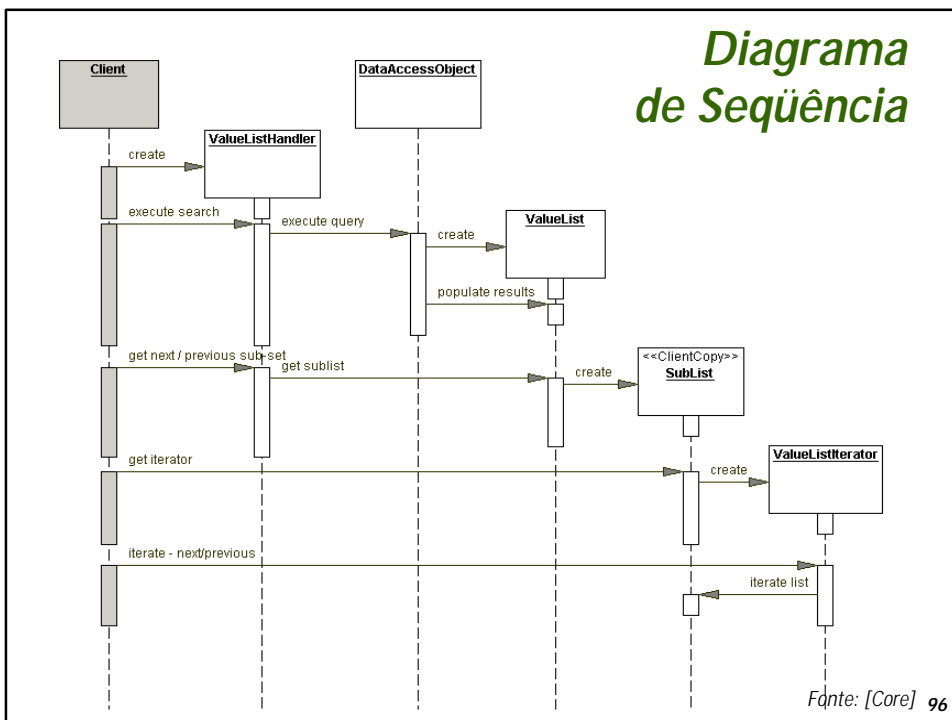 Diagrama
de Seqüência
Client
DataAccessObject
ValueListHandler
create
execute search
execute query
ValueList
create
populate results
get next / previous sub-set
get sublist
<<ClientCopy>>
SubList
create
get iterator
ValueListIterator
create
iterate - next/previous
iterate list
Fonte: [Core] 96